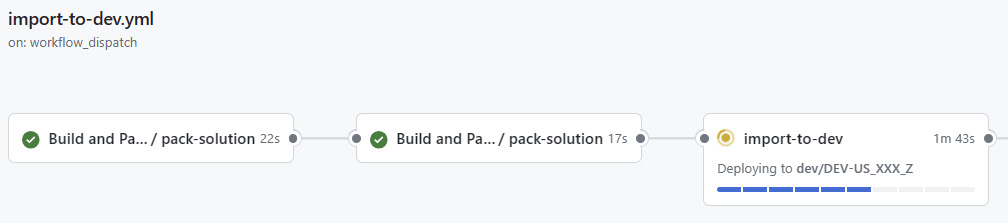 import-to-dev.yml
on: workflow_dispatch
Build and Pa... / pack-solution 22s
Build and Pa... / pack-solution 17s
import-to-dev 1m 43s
Deploying to dev/DEV-US_XXX_Z